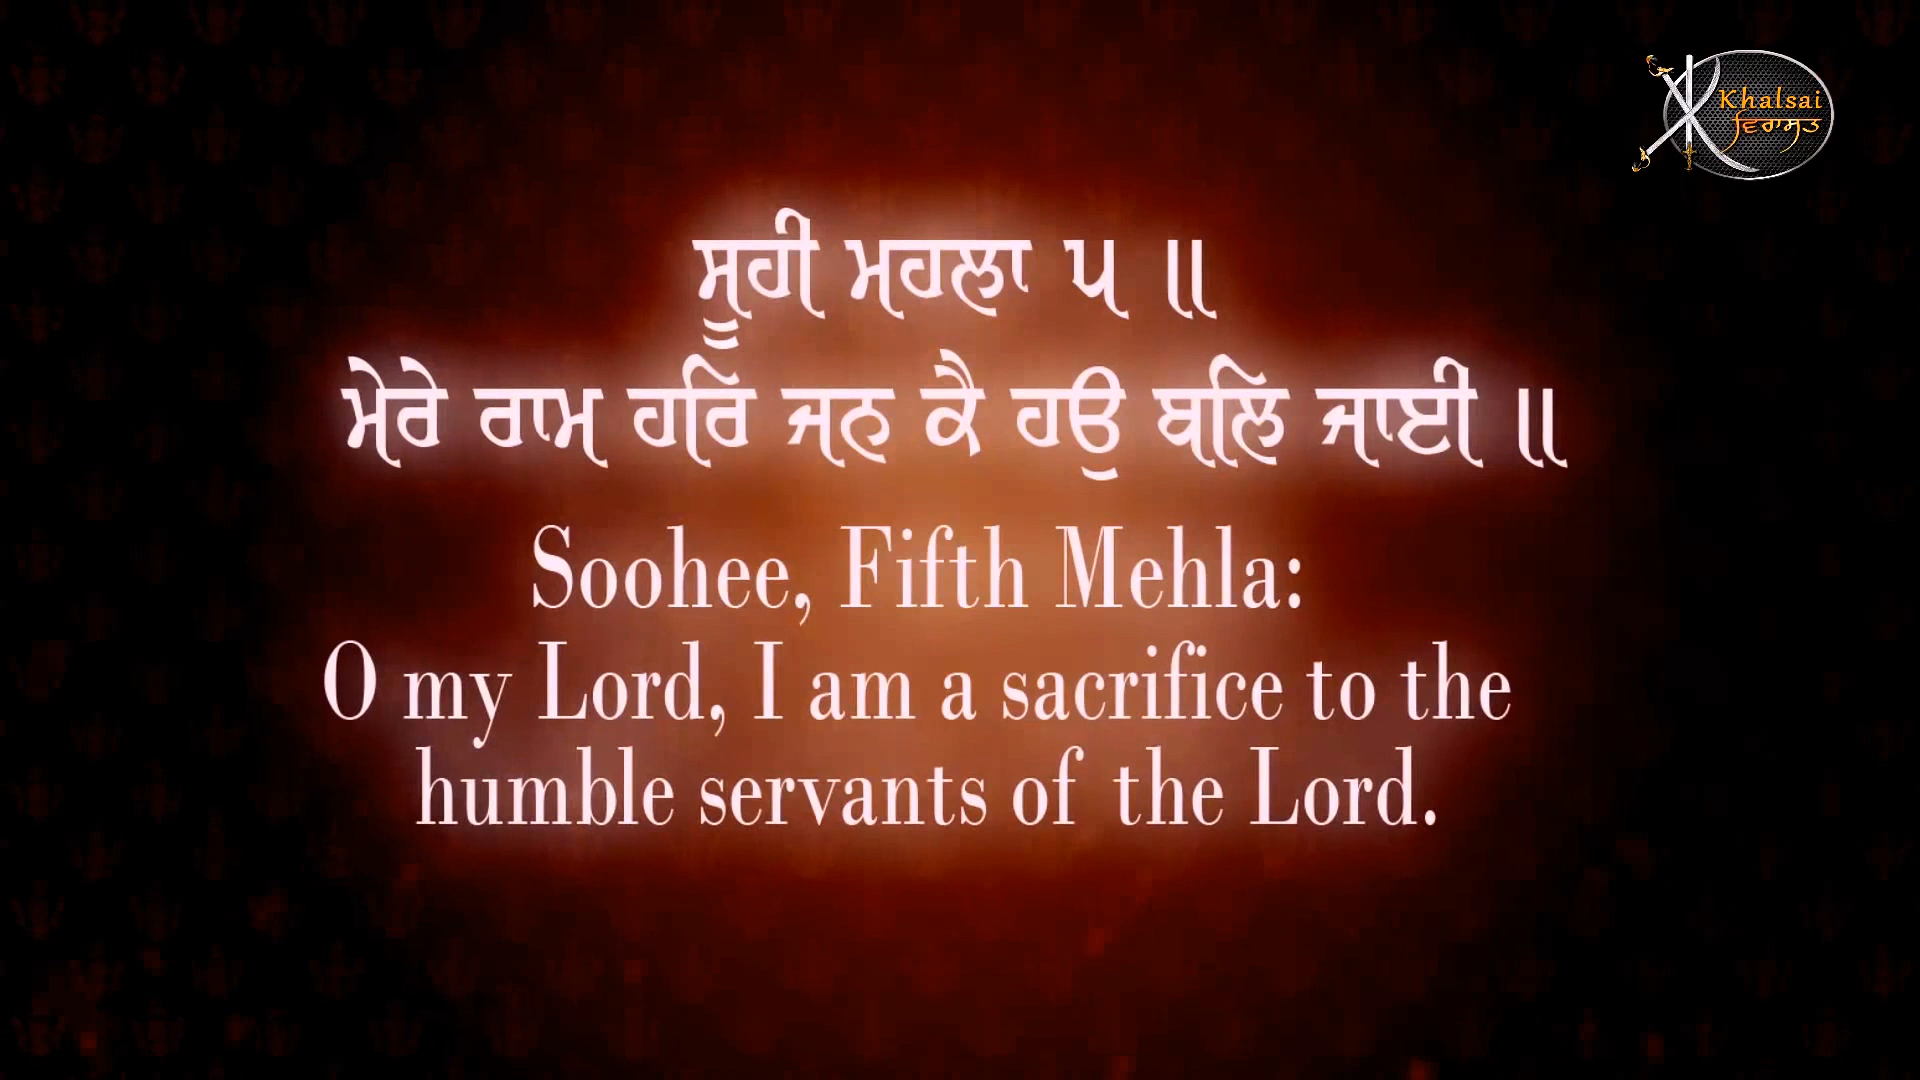 Khalsai
ਵਿਰਾਸਤ
ਸੂਹੀ ਮਹਲਾ ੫ ॥
ਮੇਰੇ ਰਾਮ ਹਰਿ ਜਨ ਕੈ ਹਉ ਬਲਿ ਜਾਈ ॥
Soohee, Fifth Mehla:
O my Lord, I am a sacrifice to the
humble servants of the Lord.